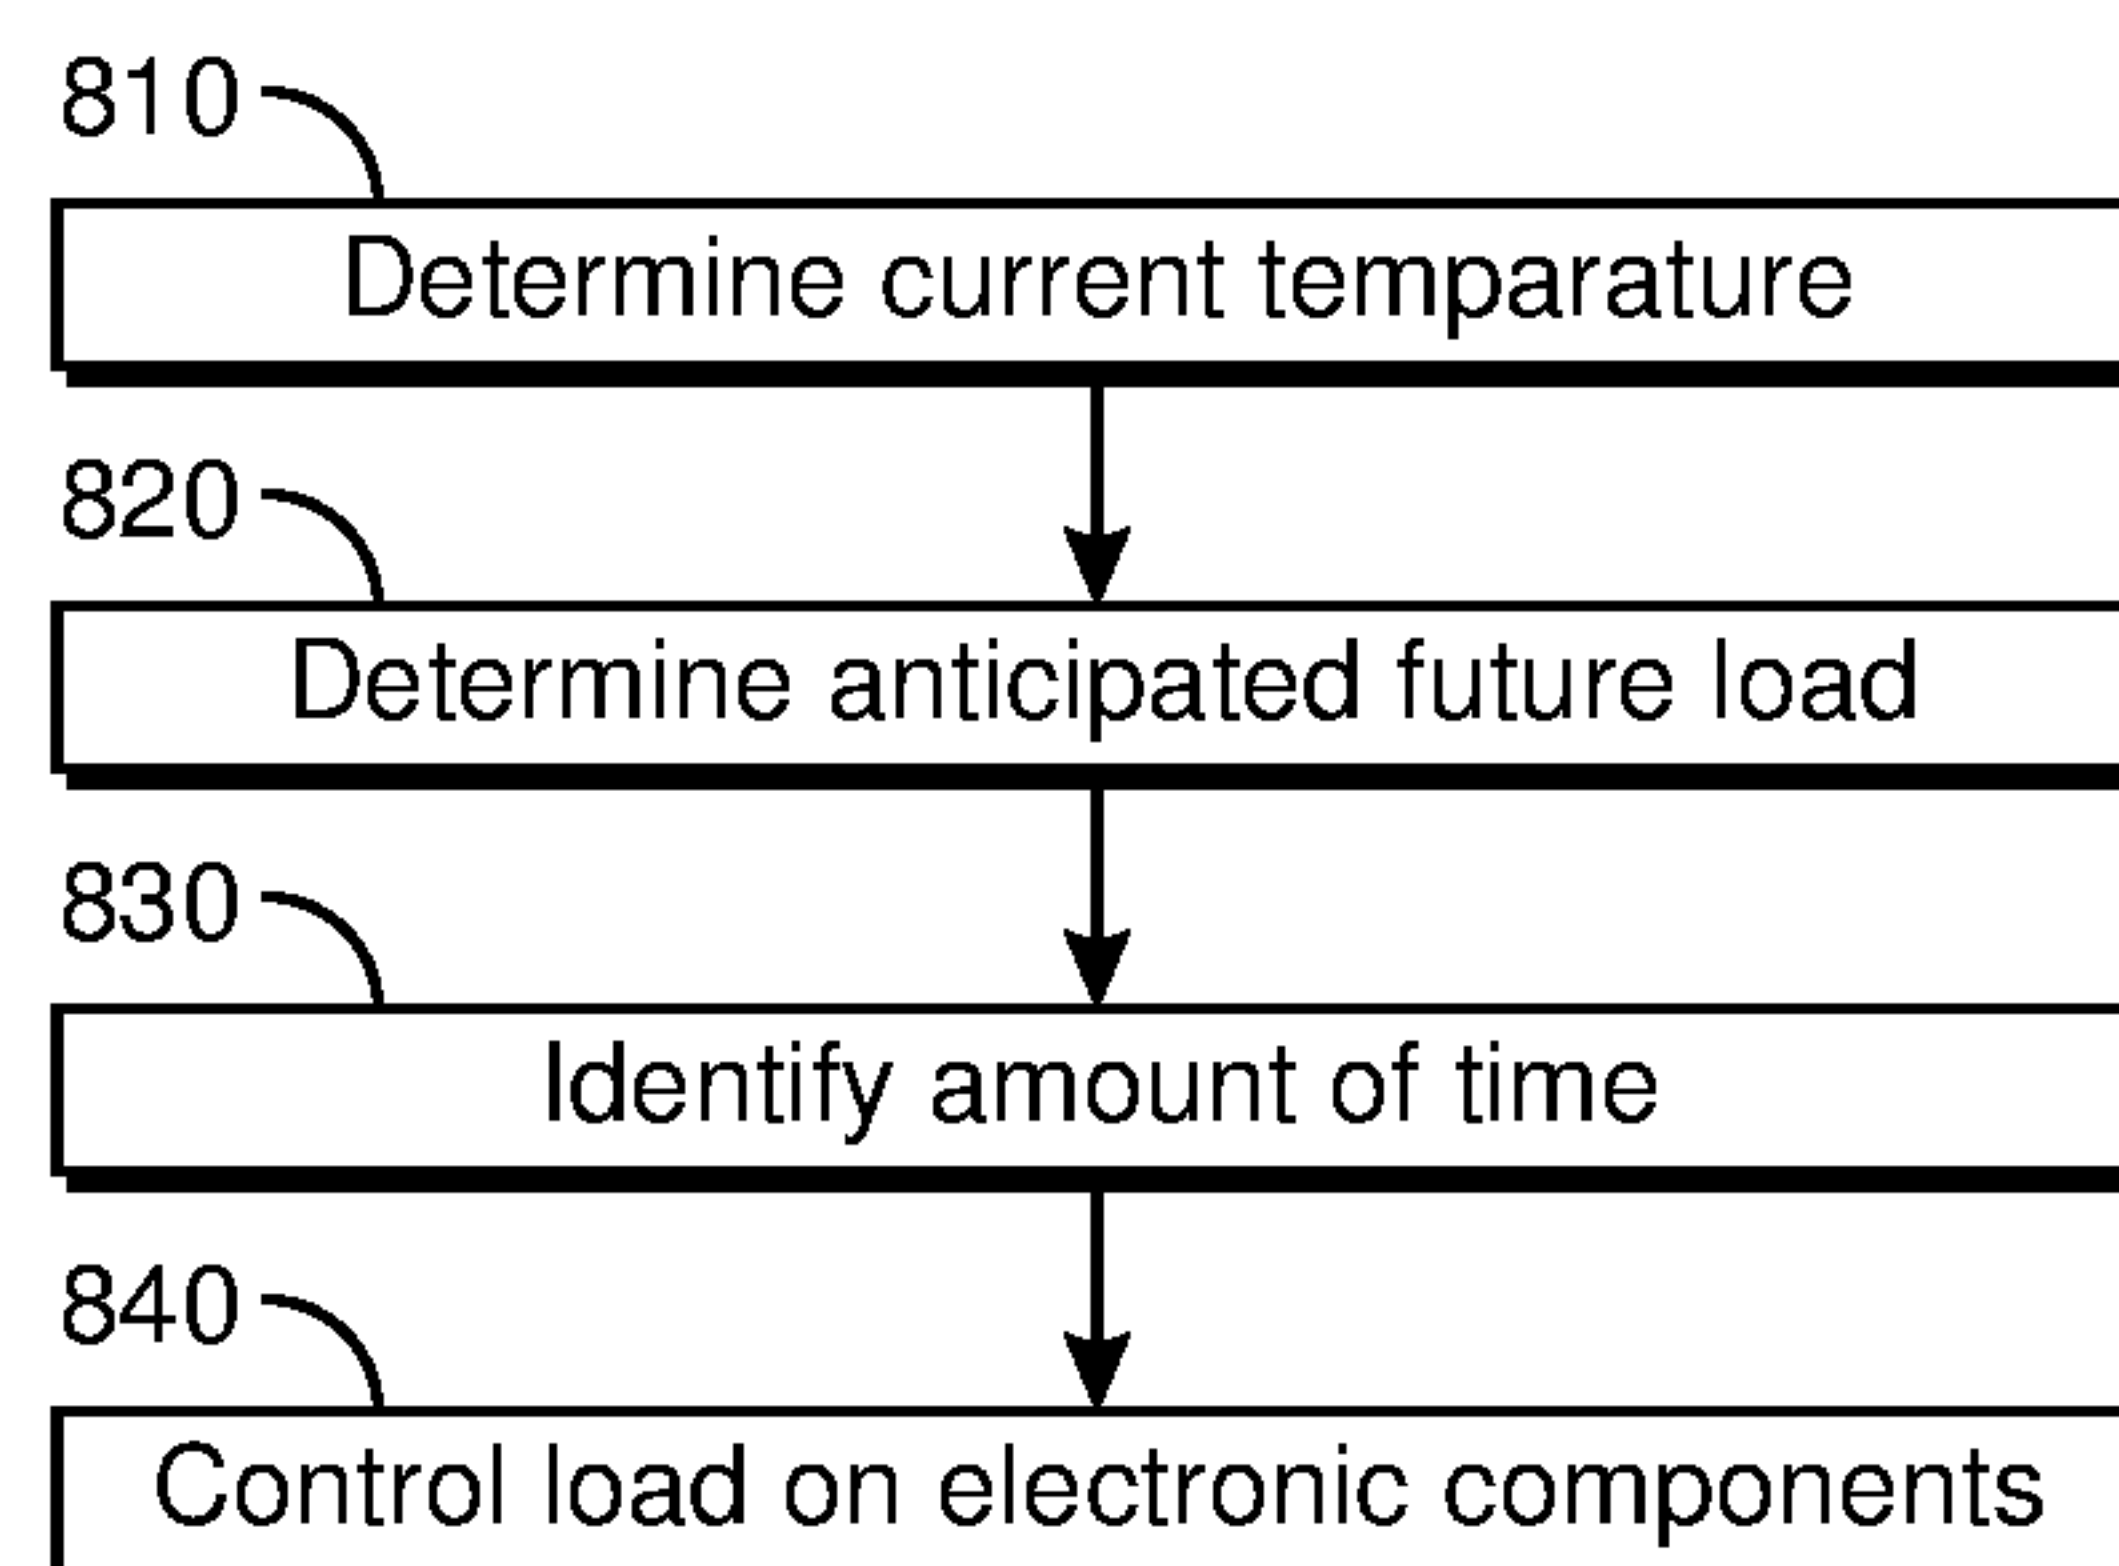 810
Determine current temparature
820
Determine anticipated future load
830
Identify amount of time
840
Control load on electronic components